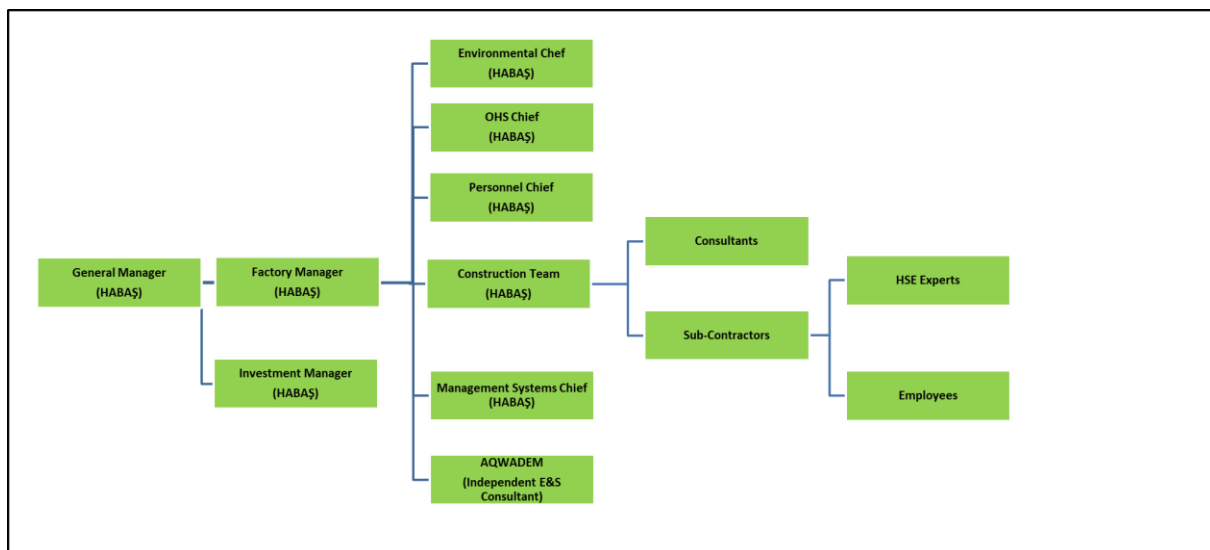 General Manager
(HABAŞ)
Factory Manager
(HABAŞ)
Investment Manager
(HABAŞ)
Environmental Chef
(HABAŞ)
OHS Chief
(HABAŞ)
Personnel Chief
(HABAŞ)
Construction Team
(HABAŞ)
Management Systems Chief
(HABAŞ)
AQWADEM
(Independent E&S
Consultant)
Consultants
Sub-Contractors
HSE Experts
Employees